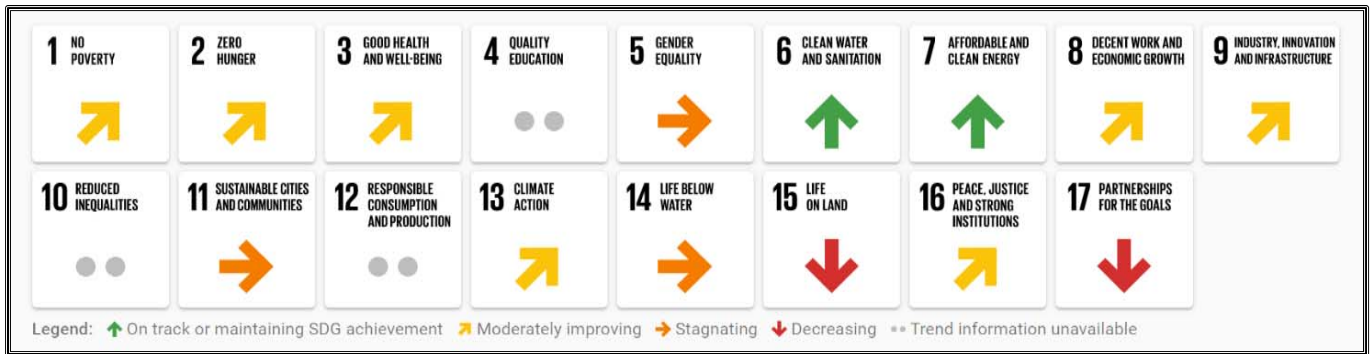 1 NO
POVERTY
2 ZERO
HUNGER
3 GOOD HEALTH
AND WELL-BEING
4 QUALITY
EDUCATION
5 GENDER
EQUALITY
6 CLEAN WATER
AND SANITATION
7 AFFORDABLE AND
CLEAN ENERGY
8 DECENT WORK AND
ECONOMIC GROWTH
9 INDUSTRY, INNOVATION
AND INFRASTRUCTURE
10 REDUCED
INEQUALITIES
11 SUSTAINABLE CITIES
AND COMMUNITIES
12 RESPONSIBLE
CONSUMPTION
AND PRODUCTION
13 CLIMATE
ACTION
14 LIFE BELOW
WATER
15 LIFE
ON LAND
16 PEACE, JUSTICE
AND STRONG
INSTITUTIONS
17 PARTNERSHIPS
FOR THE GOALS
Legend: On track or maintaining SDG achievement Moderately improving Stagnating Decreasing Trend information unavailable